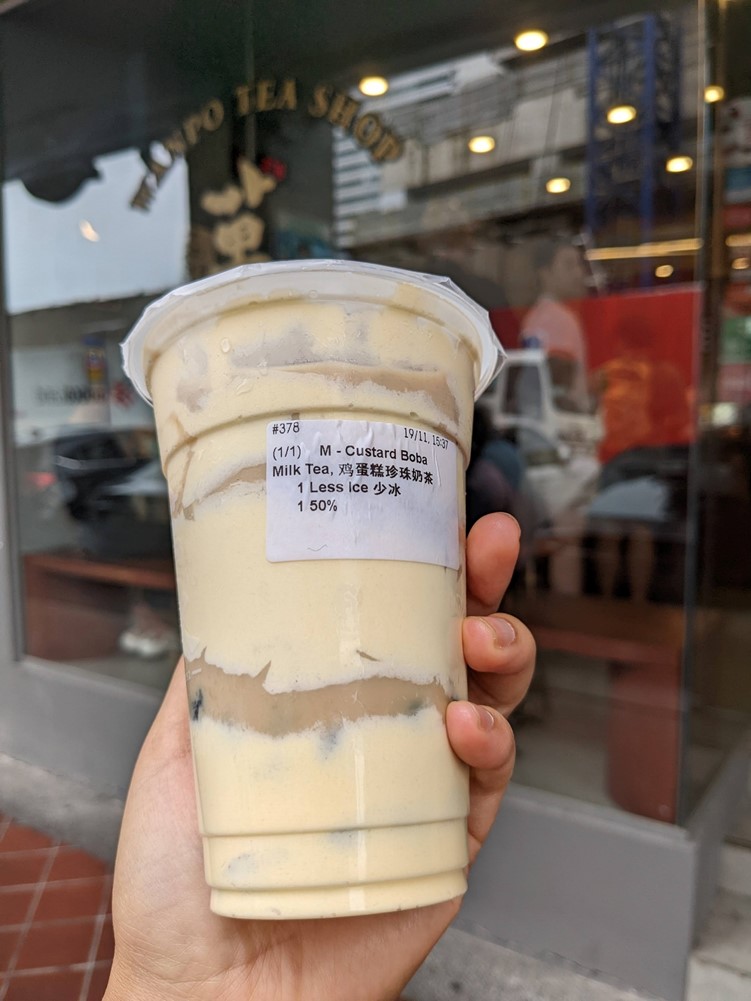 WANPO TEA SHOP
#378 19/11, 15:37
(1/1) M - Custard Boba
Milk Tea, 鸡蛋糕珍珠奶茶
1 Less Ice 少冰
1 50%